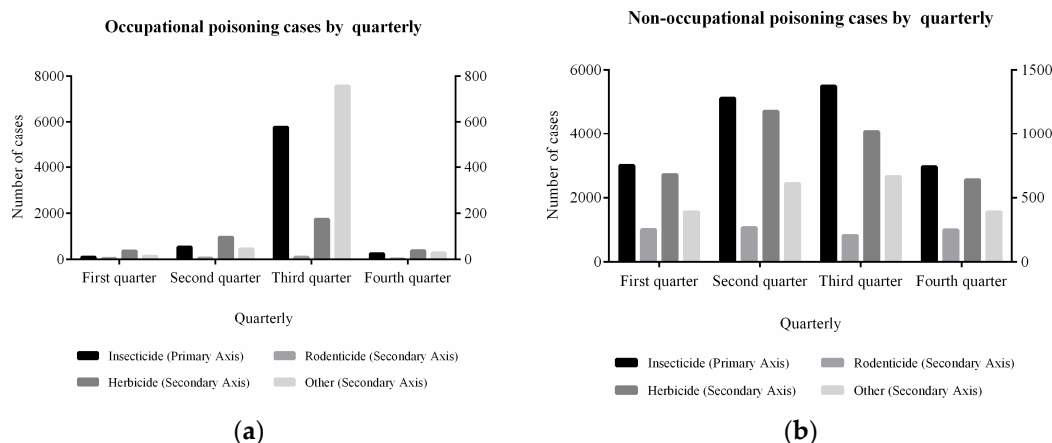 Occupational poisoning cases by quarterly
Number of cases
8000
6000
4000
2000
0
800
600
400
200
0
First quarter Second quarter Third quarter Fourth quarter
Quarterly
Insecticide (Primary Axis) Rodenticide (Secondary Axis)
Herbicide (Secondary Axis) Other (Secondary Axis)
(a)
Non-occupational poisoning cases by quarterly
Number of cases
6000
4000
2000
0
1500
1000
500
0
First quarter Second quarter Third quarter Fourth quarter
Quarterly
Insecticide (Primary Axis) Rodenticide (Secondary Axis)
Herbicide (Secondary Axis) Other (Secondary Axis)
(b)